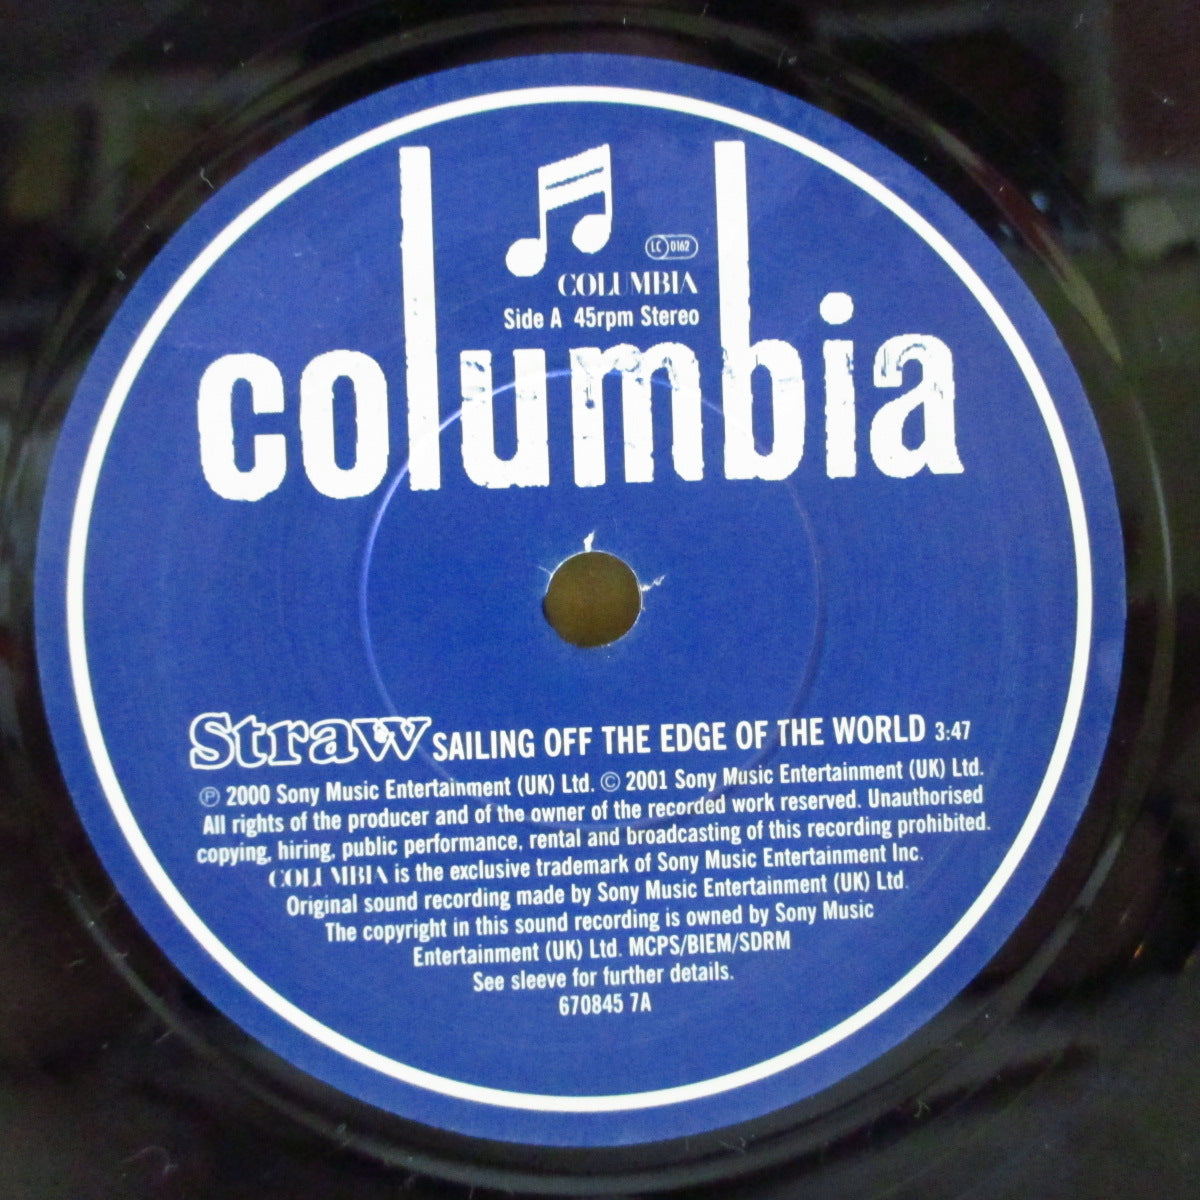 LC 0162
COLUMBIA
Side A 45rpm Stereo
columbia
Straw SAILING OFF THE EDGE OF THE WORLD 3:47
℗ 2000 Sony Music Entertainment (UK) Ltd. © 2001 Sony Music Entertainment (UK) Ltd.
All rights of the producer and of the owner of the recorded work reserved. Unauthorised
copying, hiring, public performance, rental and broadcasting of this recording prohibited.
COLUMBIA is the exclusive trademark of Sony Music Entertainment Inc.
Original sound recording made by Sony Music Entertainment (UK) Ltd.
The copyright in this sound recording is owned by Sony Music
Entertainment (UK) Ltd. MCPS/BIEM/SDRM
See sleeve for further details.
670845 7A